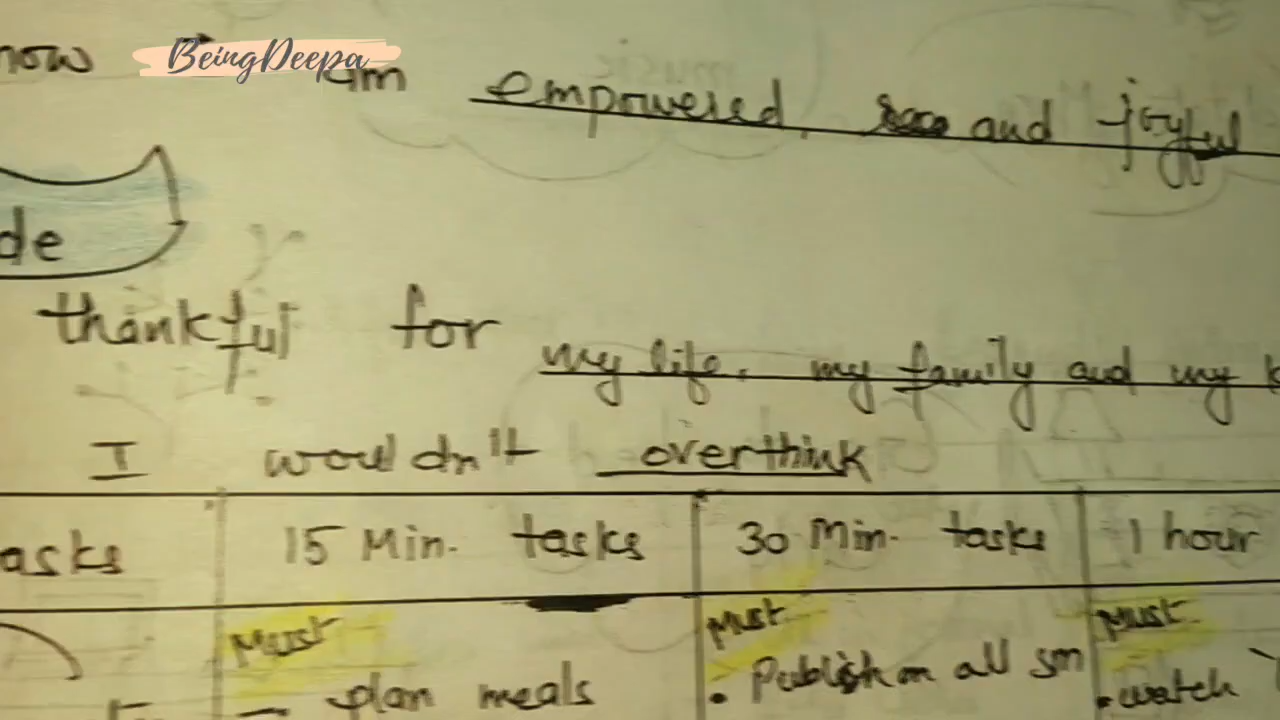 now BeingDeepa am empowered, and joyful
de
thankful for my life, my family and my
I wouldn't overthink
asks 15 Min. tasks 30 Min. tasks 1 hour
Must Must Must
- plan meals • Publish on all sm • watch